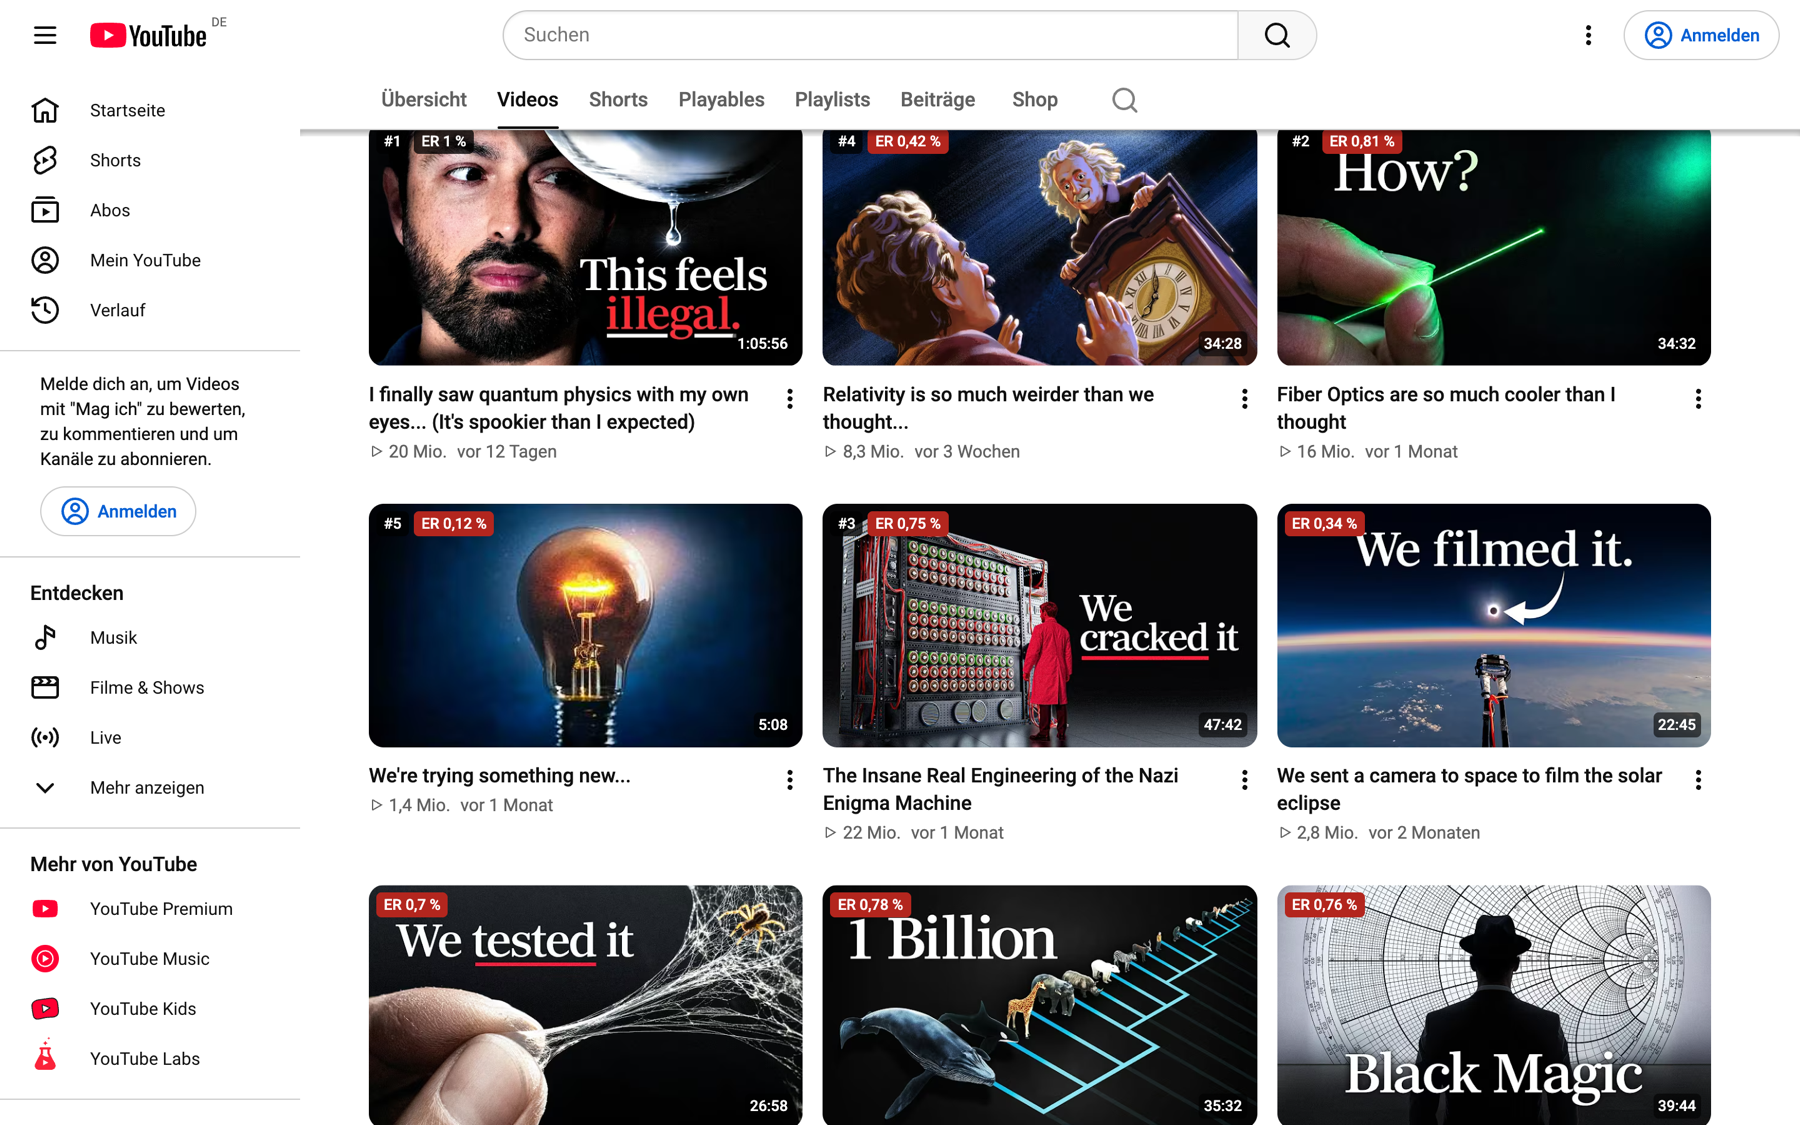 YouTube DE
Suchen
Anmelden
Startseite
Shorts
Abos
Mein YouTube
Verlauf
Melde dich an, um Videos
mit "Mag ich" zu bewerten,
zu kommentieren und um
Kanäle zu abonnieren.
Anmelden
Entdecken
Musik
Filme & Shows
Live
Mehr anzeigen
Mehr von YouTube
YouTube Premium
YouTube Music
YouTube Kids
YouTube Labs
Übersicht Videos Shorts Playables Playlists Beiträge Shop
#1 ER 1 %
This feels
illegal.
1:05:56
I finally saw quantum physics with my own
eyes... (It's spookier than I expected)
20 Mio. vor 12 Tagen
#4 ER 0,42 %
34:28
Relativity is so much weirder than we
thought...
8,3 Mio. vor 3 Wochen
#2 ER 0,81 %
How?
34:32
Fiber Optics are so much cooler than I
thought
16 Mio. vor 1 Monat
#5 ER 0,12 %
5:08
We're trying something new...
1,4 Mio. vor 1 Monat
#3 ER 0,75 %
We
cracked it
47:42
The Insane Real Engineering of the Nazi
Enigma Machine
22 Mio. vor 1 Monat
ER 0,34 %
We filmed it.
22:45
We sent a camera to space to film the solar
eclipse
2,8 Mio. vor 2 Monaten
ER 0,7 %
We tested it
26:58
ER 0,78 %
1 Billion
35:32
ER 0,76 %
Black Magic
39:44